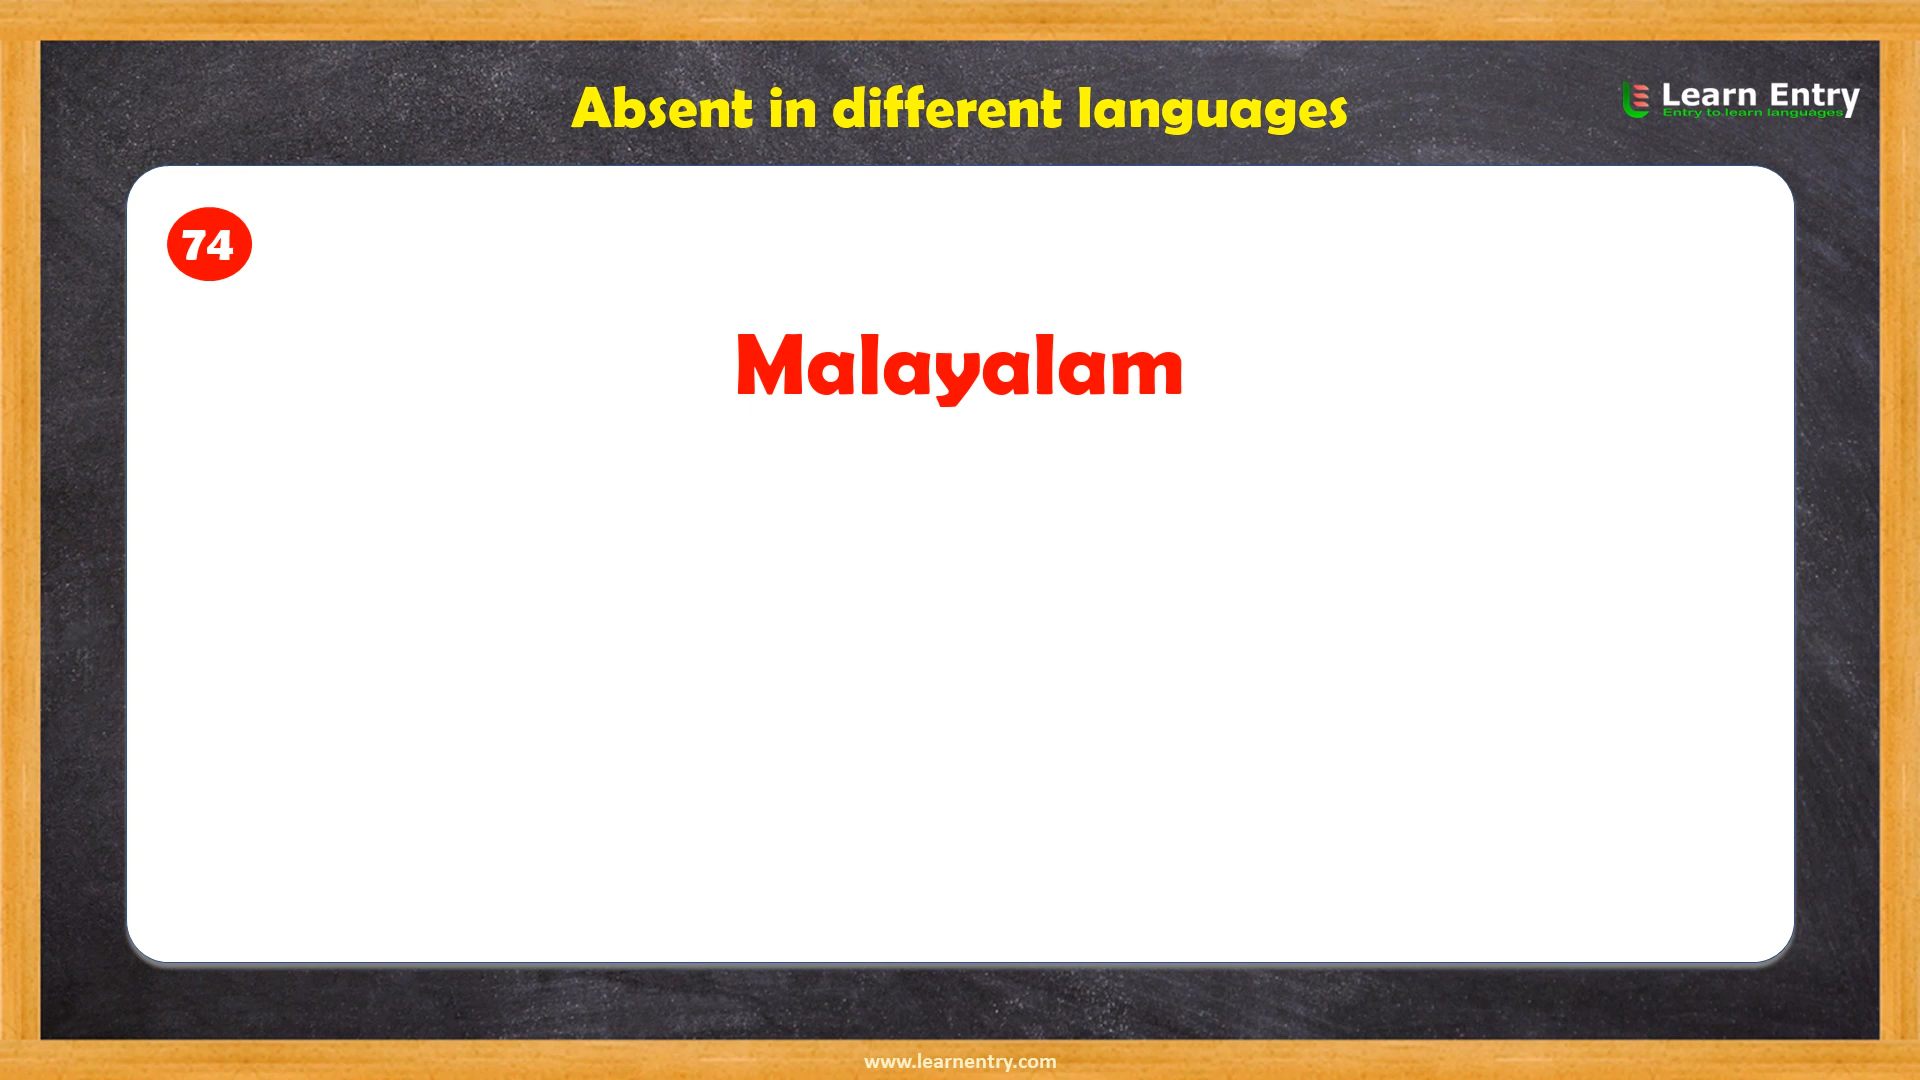 Absent in different languages
Learn Entry
Entry to learn languages
74
Malayalam
www.learnentry.com